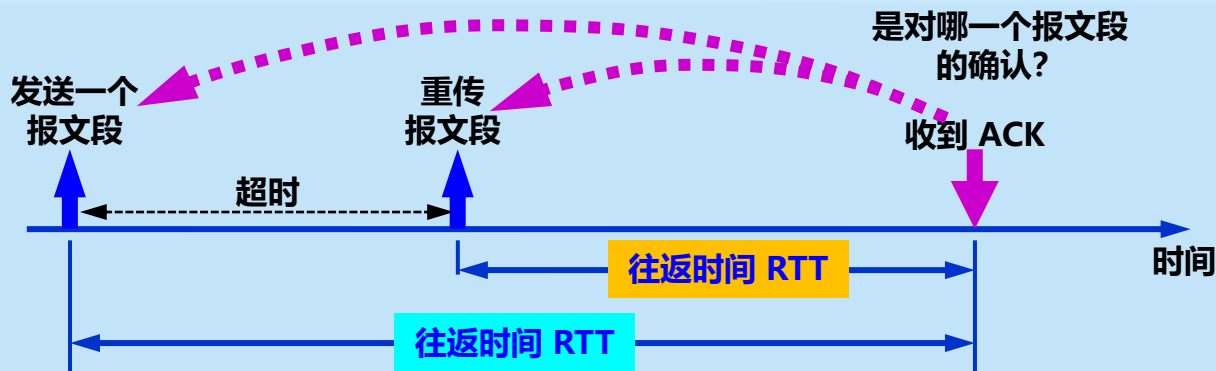 是对哪一个报文段
的确认？
发送一个
报文段
重传
报文段
收到 ACK
超时
往返时间 RTT
时间
往返时间 RTT